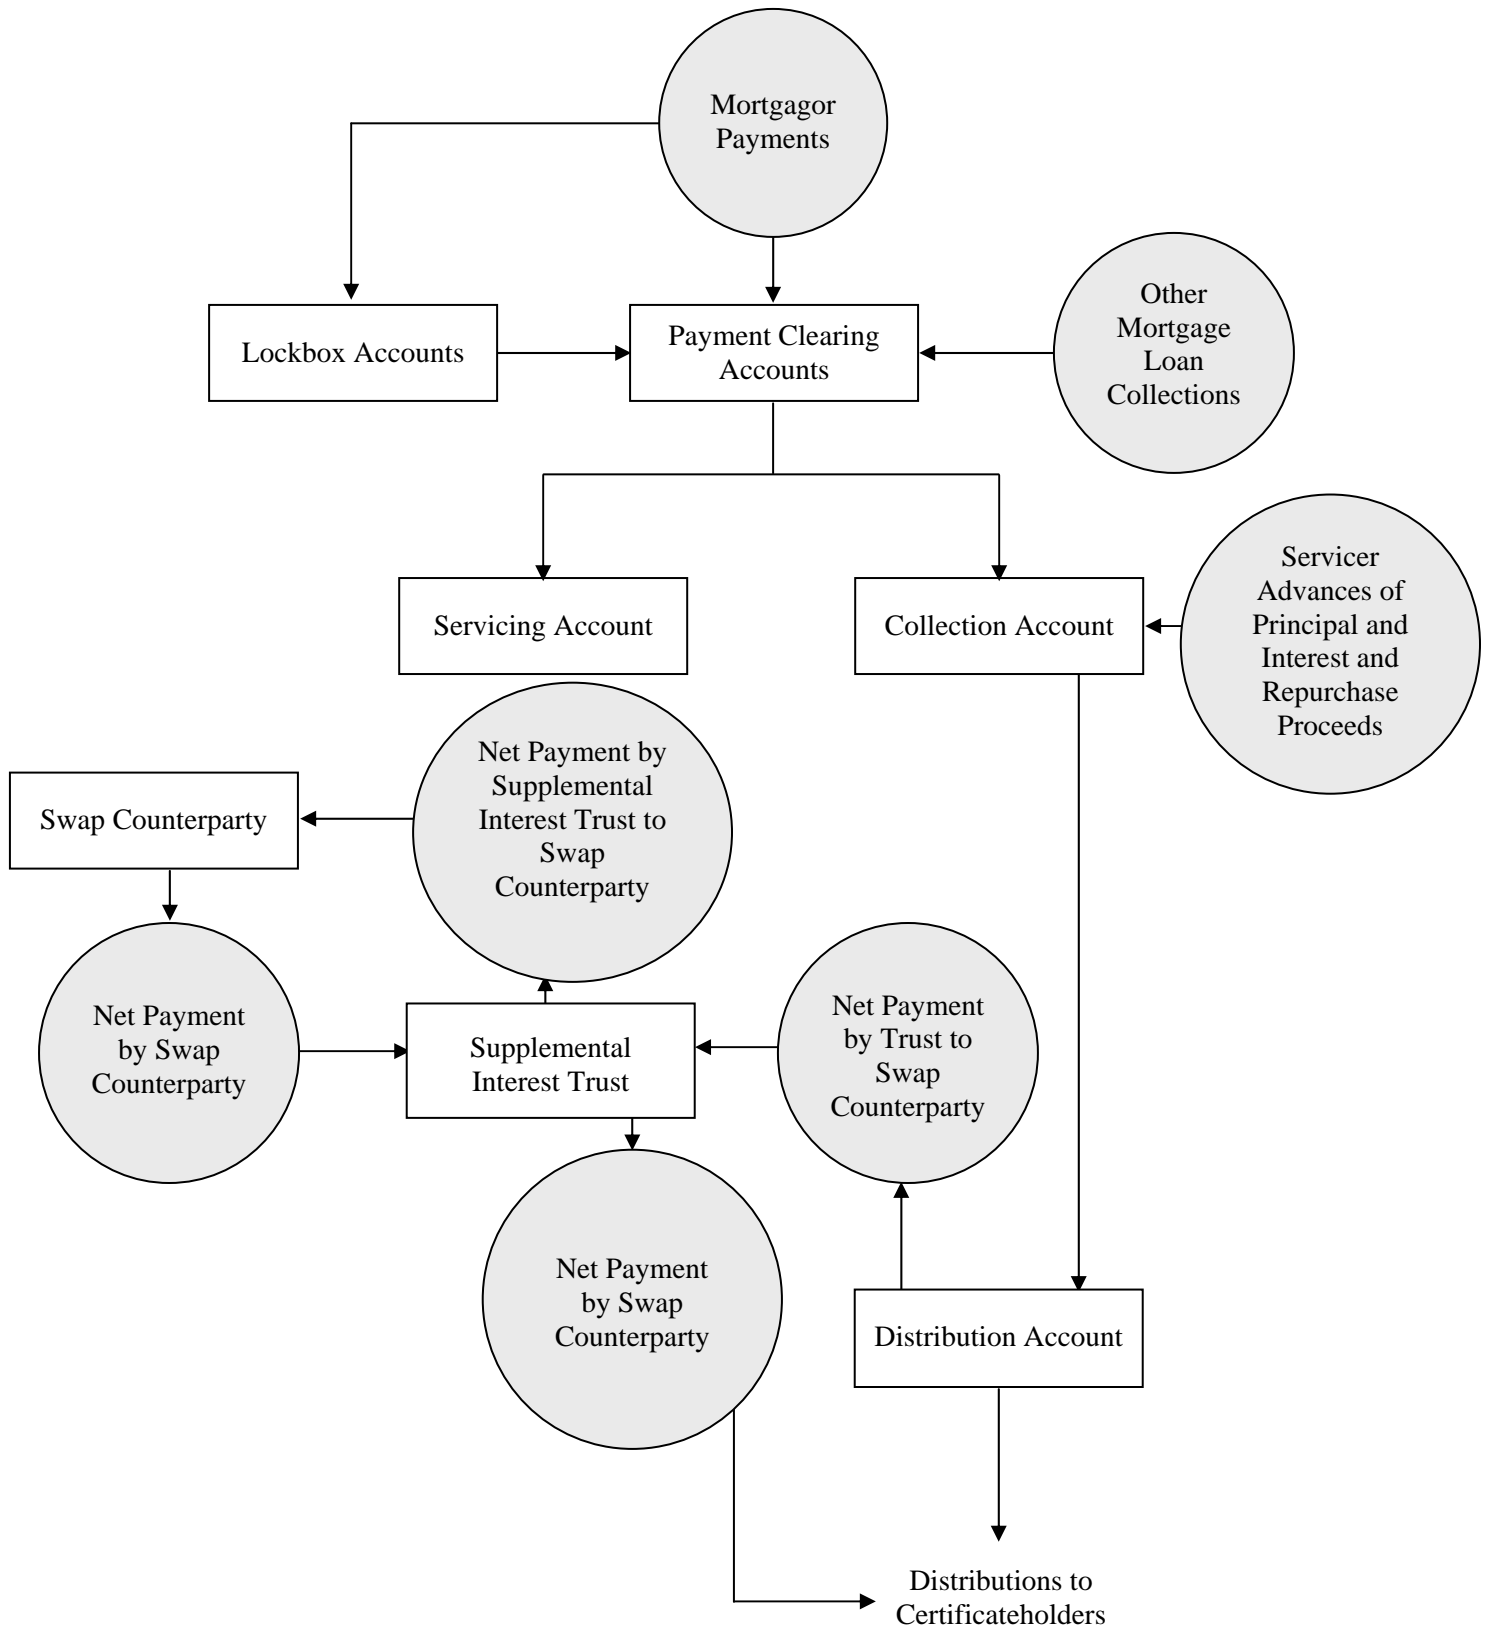 Mortgagor
Payments
Other
Mortgage
Loan
Collections
Lockbox Accounts
Payment Clearing
Accounts
Servicer
Advances of
Principal and
Interest and
Repurchase
Proceeds
Servicing Account
Collection Account
Net Payment by
Supplemental
Interest Trust to
Swap
Counterparty
Swap Counterparty
Net Payment
by Swap
Counterparty
Supplemental
Interest Trust
Net Payment
by Trust to
Swap
Counterparty
Net Payment
by Swap
Counterparty
Distribution Account
Distributions to
Certificateholders